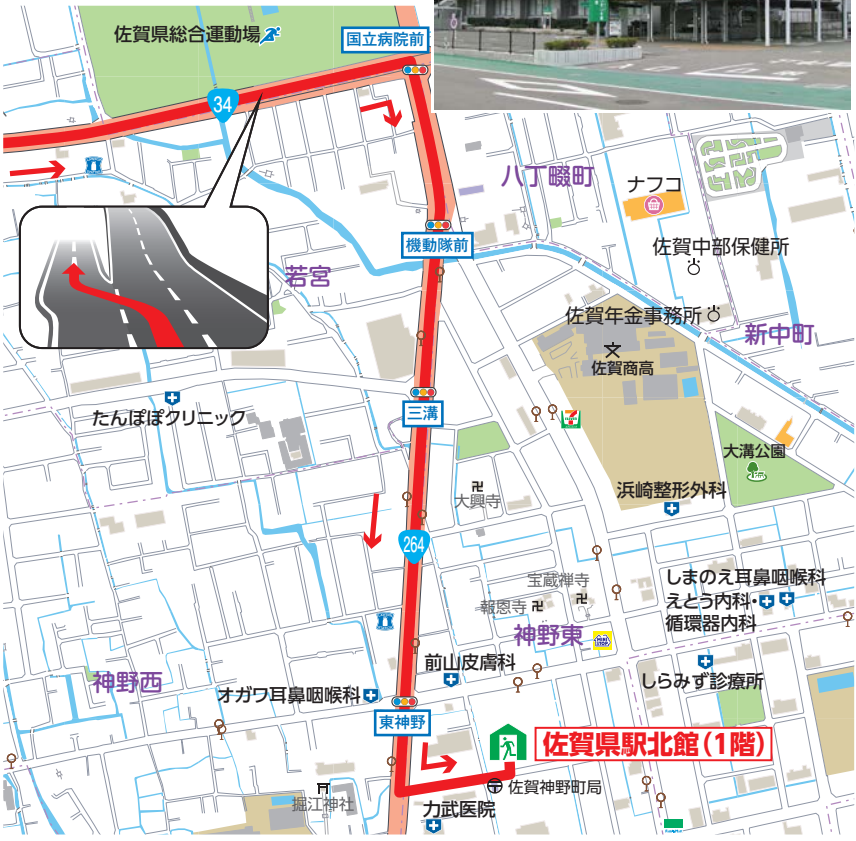 佐賀県総合運動場
国立病院前
34
八丁畷町
ナフコ
機動隊前
佐賀中部保健所
若宮
佐賀年金事務所
新中町
佐賀商高
たんぽぽクリニック
三溝
大溝公園
大興寺
浜崎整形外科
264
宝蔵禅寺
しまのえ耳鼻咽喉科
報恩寺
えとう内科・
循環器内科
神野東
前山皮膚科
神野西
しらみず診療所
オガワ耳鼻咽喉科
東神野
佐賀県駅北館(1階)
佐賀神野町局
掘江神社
力武医院